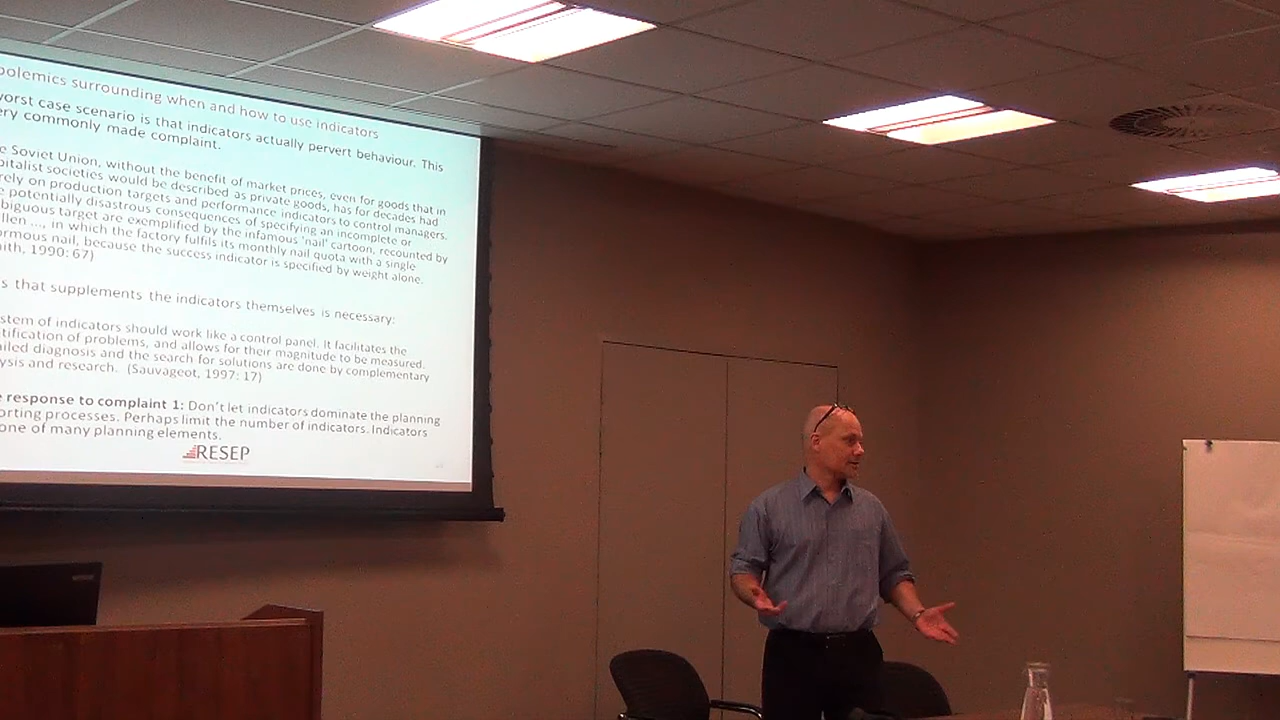 polemics surrounding when and how to use indicators
worst case scenario is that indicators actually pervert behaviour. This
ery commonly made complaint.
e Soviet Union, without the benefit of market prices, even for goods that in
pitalist societies would be described as private goods, has for decades had
rely on production targets and performance indicators to control managers.
e potentially disastrous consequences of specifying an incomplete or
biguous target are exemplified by the infamous 'nail' cartoon, recounted by
llen ..., in which the factory fulfils its monthly nail quota with a single
ormous nail, because the success indicator is specified by weight alone.
ith, 1990: 67)
s that supplements the indicators themselves is necessary:
stem of indicators should work like a control panel. It facilitates the
tification of problems, and allows for their magnitude to be measured.
ailed diagnosis and the search for solutions are done by complementary
ysis and research. (Sauvageot, 1997: 17)
e response to complaint 1: Don't let indicators dominate the planning
orting processes. Perhaps limit the number of indicators. Indicators
one of many planning elements.
RESEP